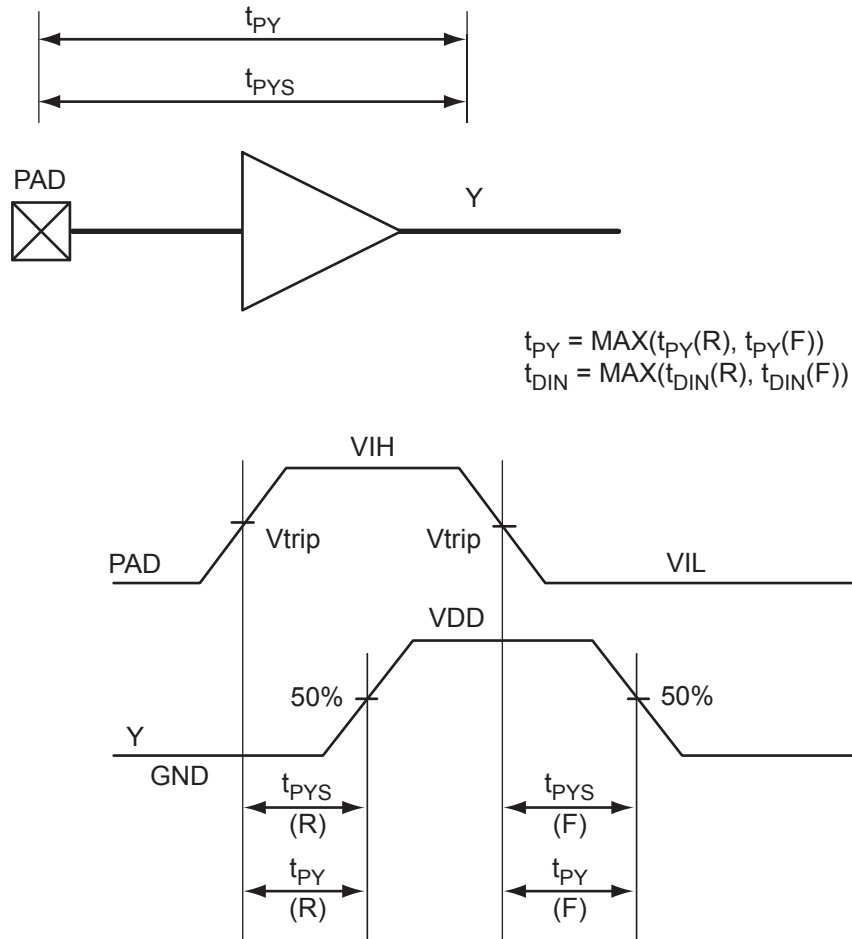 tPY
tPYS
PAD
Y
tPY = MAX(tPY(R), tPY(F))
tDIN = MAX(tDIN(R), tDIN(F))
VIH
Vtrip
Vtrip
PAD
VIL
VDD
50%
50%
Y
GND
tPYS
(R)
tPYS
(F)
tPY
(R)
tPY
(F)